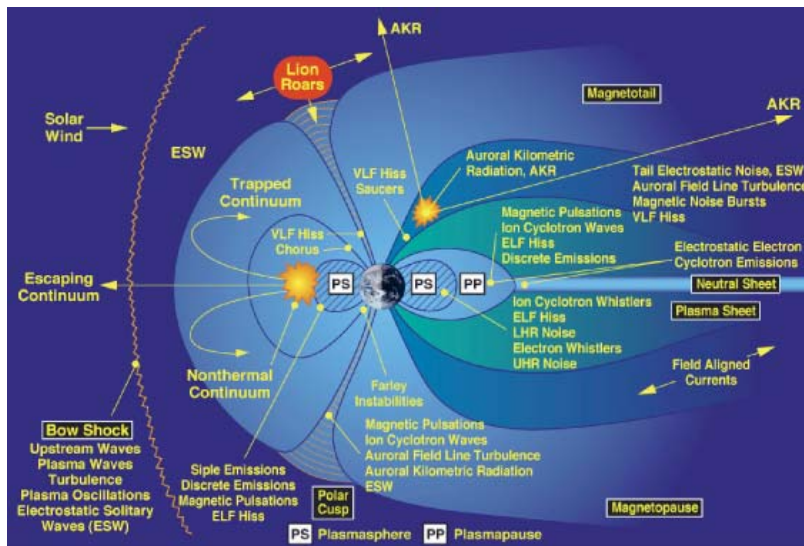 AKR
Lion
Roars
Magnetotail
AKR
Solar
Wind
ESW
Auroral Kilometric
Radiation, AKR
VLF Hiss
Saucers
Tail Electrostatic Noise, ESW
Auroral Field Line Turbulence
Magnetic Noise Bursts
VLF Hiss
Trapped
Continuum
VLF Hiss
Chorus
Magnetic Pulsations
Ion Cyclotron Waves
ELF Hiss
Discrete Emissions
Electrostatic Electron
Cyclotron Emissions
Escaping
Continuum
PS
PS
PP
Neutral Sheet
Plasma Sheet
Ion Cyclotron Whistlers
ELF Hiss
LHR Noise
Electron Whistlers
UHR Noise
Nonthermal
Continuum
Farley
Instabilities
Field Aligned
Currents
Bow Shock
Upstream Waves
Plasma Waves
Turbulence
Plasma Oscillations
Electrostatic Solitary
Waves (ESW)
Magnetic Pulsations
Ion Cyclotron Waves
Auroral Field Line Turbulence
Auroral Kilometric Radiation
ESW
Siple Emissions
Discrete Emissions
Magnetic Pulsations
ELF Hiss
Polar
Cusp
Magnetopause
PS Plasmasphere PP Plasmapause